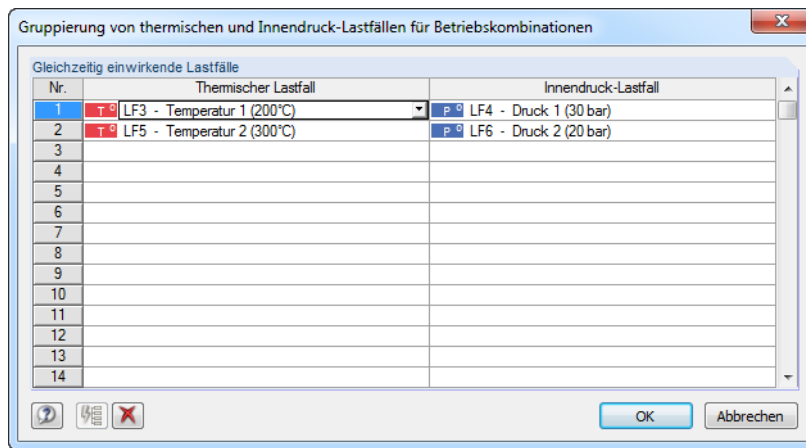 Gruppierung von thermischen und Innendruck-Lastfällen für Betriebskombinationen
Gleichzeitig einwirkende Lastfälle
Nr. Thermischer Lastfall Innendruck-Lastfall
1 T o LF3 - Temperatur 1 (200°C) P o LF4 - Druck 1 (30 bar)
2 T o LF5 - Temperatur 2 (300°C) P o LF6 - Druck 2 (20 bar)
3
4
5
6
7
8
9
10
11
12
13
14
OK Abbrechen